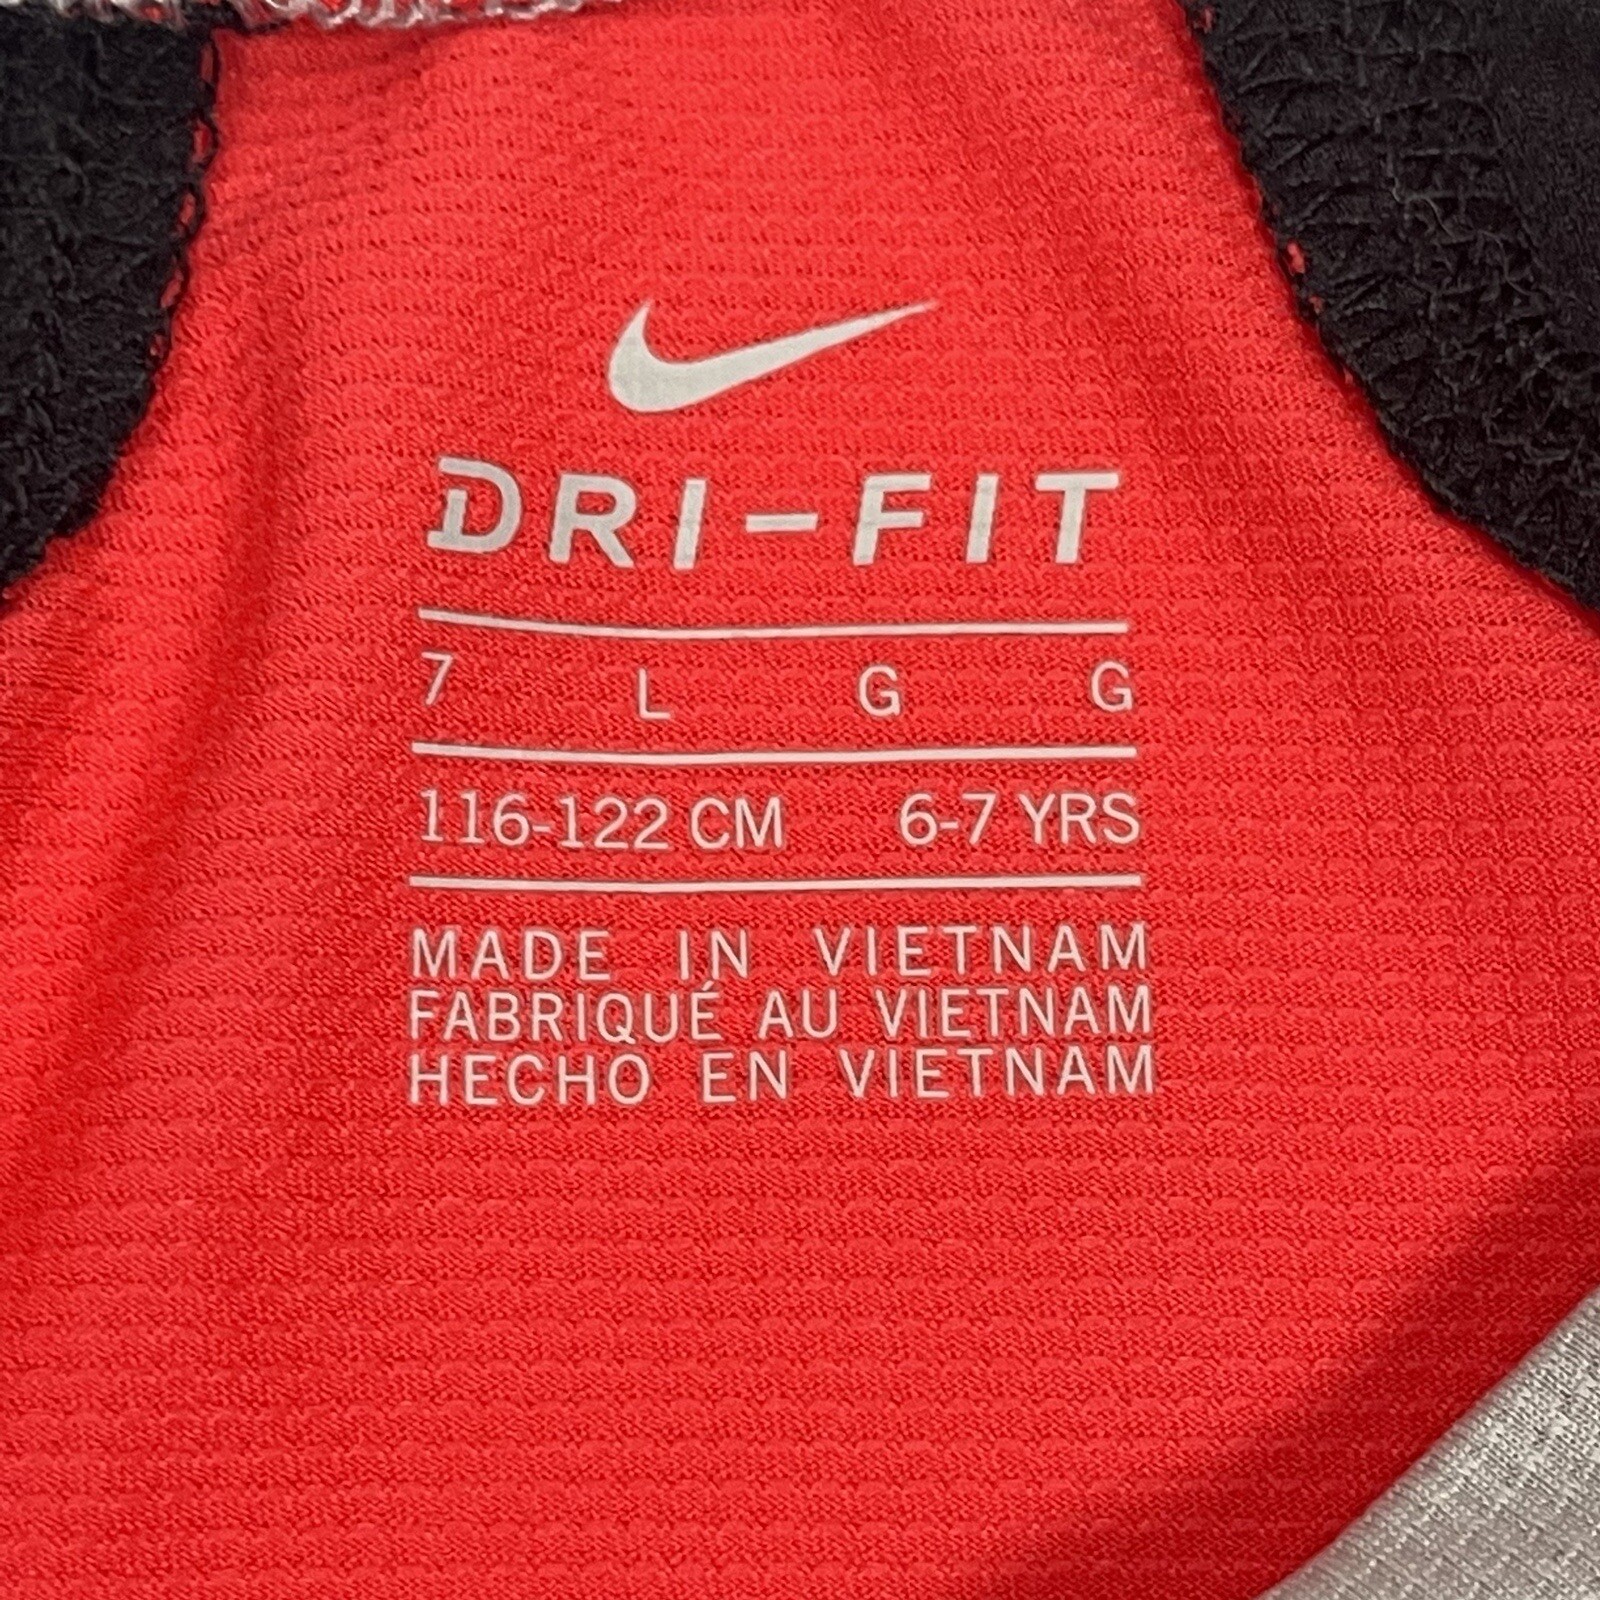 DRI-FIT
7 L G G
116-122 CM 6-7 YRS
MADE IN VIETNAM
FABRIQUÉ AU VIETNAM
HECHO EN VIETNAM